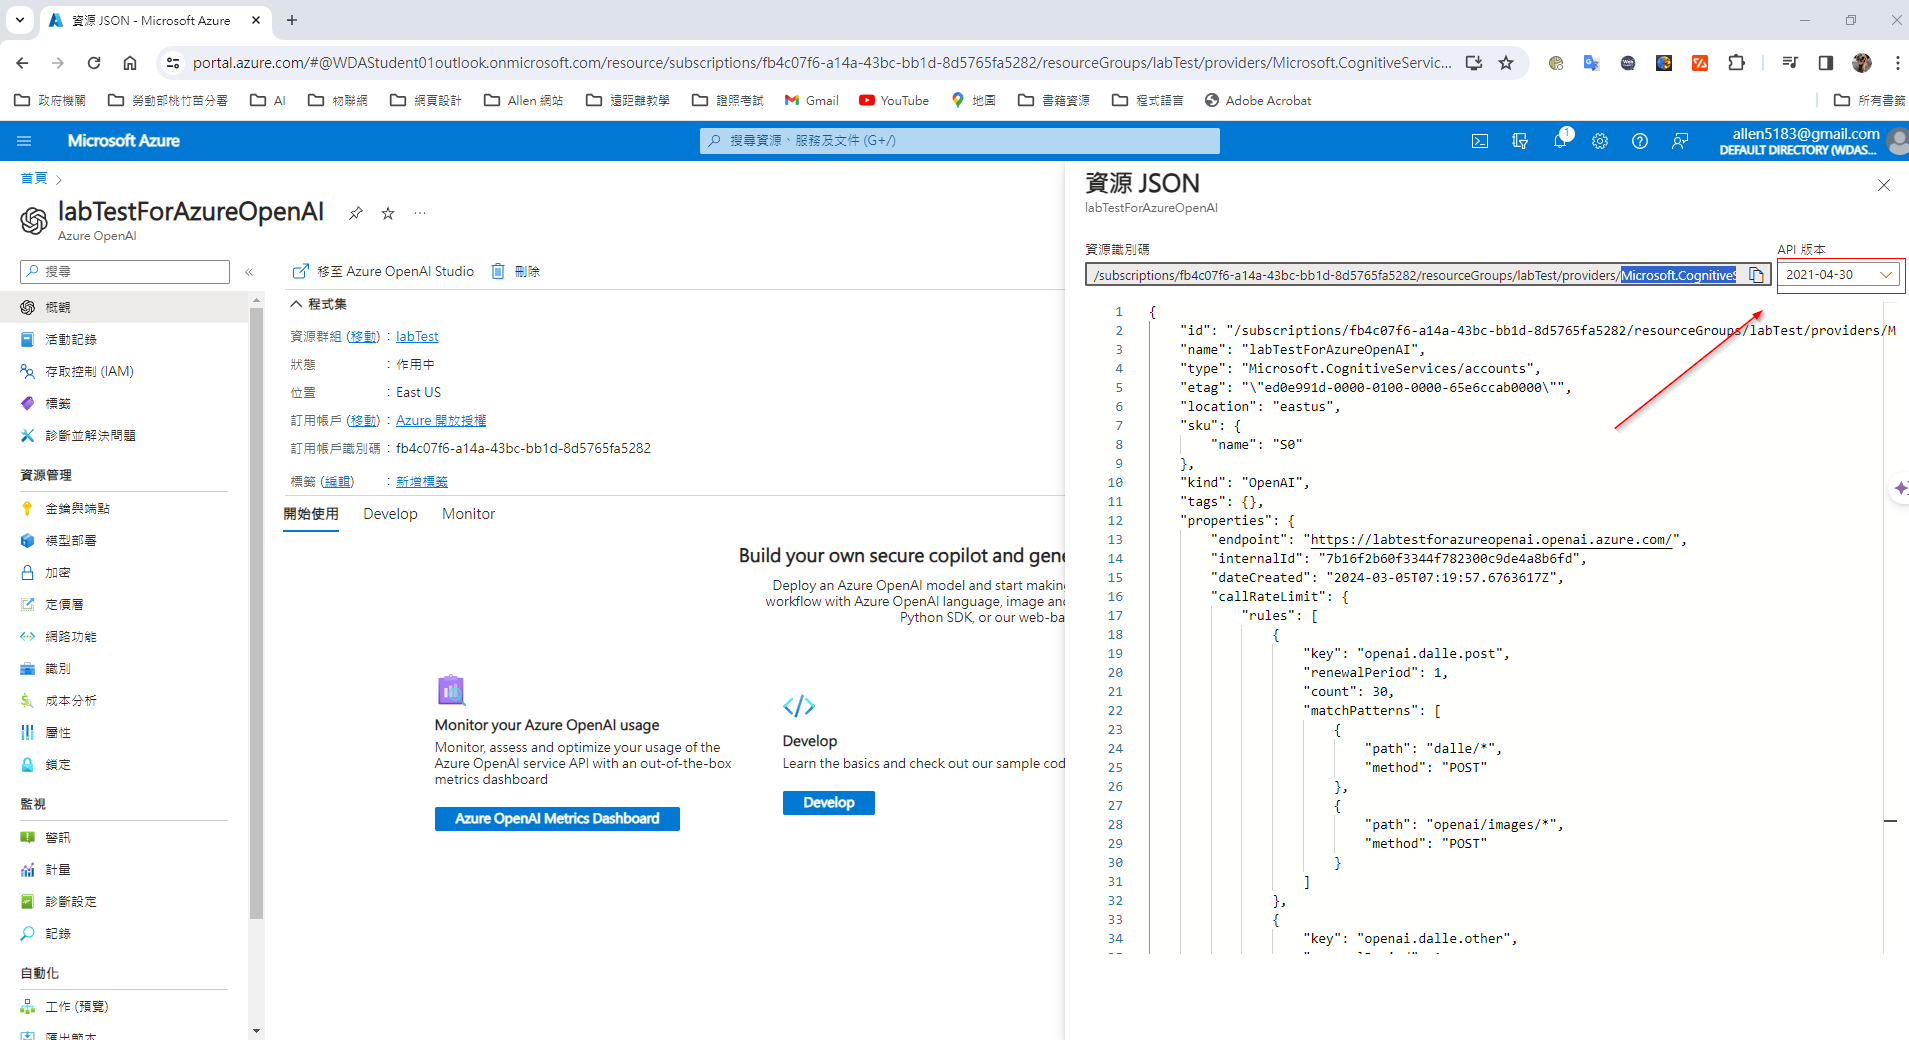 資源 JSON - Microsoft Azure
portal.azure.com/#@WDAStudent01outlook.onmicrosoft.com/resource/subscriptions/fb4c07f6-a14a-43bc-bb1d-8d5765fa5282/resourceGroups/labTest/providers/Microsoft.CognitiveServic...
政府機關 勞動部桃竹苗分署 AI 物聯網 網頁設計 Allen 網站 遠距離教學 證照考試 Gmail YouTube 地圖 書籍資源 程式語言 Adobe Acrobat 所有書籤
Microsoft Azure
搜尋資源、服務及文件 (G+/)
1
allen5183@gmail.com
DEFAULT DIRECTORY (WDAS...
首頁
labTestForAzureOpenAI
Azure OpenAI
搜尋
概觀
活動記錄
存取控制 (IAM)
標籤
診斷並解決問題
資源管理
金鑰與端點
模型部署
加密
定價層
網路功能
識別
成本分析
屬性
鎖定
監視
警訊
計量
診斷設定
記錄
自動化
工作 (預覽)
匯出範本
移至 Azure OpenAI Studio 刪除
程式集
資源群組 (移動) : labTest
狀態 : 作用中
位置 : East US
訂用帳戶 (移動) : Azure 開放授權
訂用帳戶識別碼 : fb4c07f6-a14a-43bc-bb1d-8d5765fa5282
標籤 (編輯) : 新增標籤
開始使用 Develop Monitor
Build your own secure copilot and gene
Deploy an Azure OpenAI model and start making
workflow with Azure OpenAI language, image and
Python SDK, or our web-ba
Monitor your Azure OpenAI usage
Monitor, assess and optimize your usage of the
Azure OpenAI service API with an out-of-the-box
metrics dashboard
Azure OpenAI Metrics Dashboard
Develop
Learn the basics and check out our sample cod
Develop
資源 JSON
labTestForAzureOpenAI
資源識別碼
/subscriptions/fb4c07f6-a14a-43bc-bb1d-8d5765fa5282/resourceGroups/labTest/providers/Microsoft.CognitiveS
API 版本
2021-04-30
1 {
2 "id": "/subscriptions/fb4c07f6-a14a-43bc-bb1d-8d5765fa5282/resourceGroups/labTest/providers/M
3 "name": "labTestForAzureOpenAI",
4 "type": "Microsoft.CognitiveServices/accounts",
5 "etag": "\"ed0e991d-0000-0100-0000-65e6ccab0000\"",
6 "location": "eastus",
7 "sku": {
8 "name": "S0"
9 },
10 "kind": "OpenAI",
11 "tags": {},
12 "properties": {
13 "endpoint": "https://labtestforazureopenai.openai.azure.com/",
14 "internalId": "7b16f2b60f3344f782300c9de4a8b6fd",
15 "dateCreated": "2024-03-05T07:19:57.6763617Z",
16 "callRateLimit": {
17 "rules": [
18 {
19 "key": "openai.dalle.post",
20 "renewalPeriod": 1,
21 "count": 30,
22 "matchPatterns": [
23 {
24 "path": "dalle/*",
25 "method": "POST"
26 },
27 {
28 "path": "openai/images/*",
29 "method": "POST"
30 }
31 ]
32 },
33 {
34 "key": "openai.dalle.other",